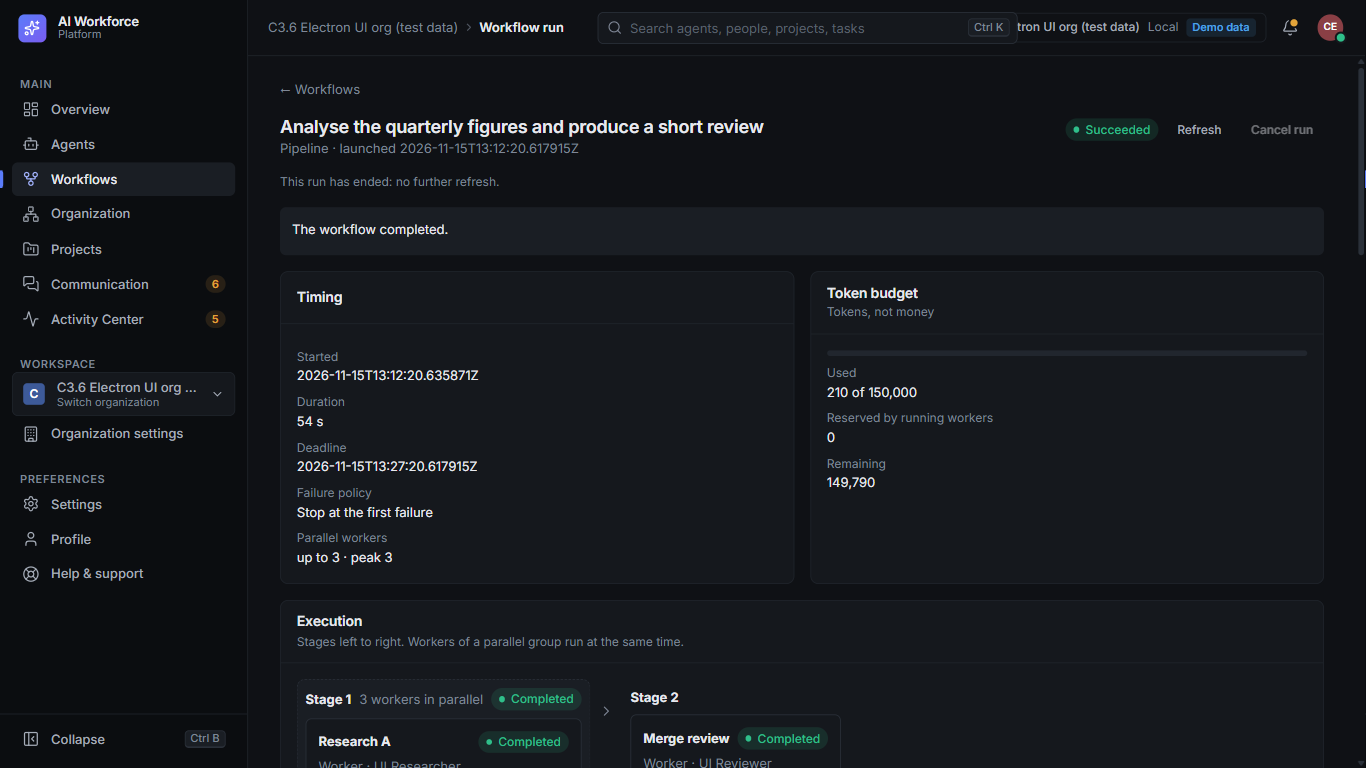 AI Workforce
Platform
C3.6 Electron UI org (test data) › Workflow run
Search agents, people, projects, tasks Ctrl K
tron UI org (test data) Local Demo data
CE
MAIN
Overview
Agents
Workflows
Organization
Projects
Communication 6
Activity Center 5
WORKSPACE
C C3.6 Electron UI org ...
Switch organization
Organization settings
PREFERENCES
Settings
Profile
Help & support
Collapse Ctrl B
← Workflows
Analyse the quarterly figures and produce a short review
Pipeline · launched 2026-11-15T13:12:20.617915Z
Succeeded Refresh Cancel run
This run has ended: no further refresh.
The workflow completed.
Timing
Started
2026-11-15T13:12:20.635871Z
Duration
54 s
Deadline
2026-11-15T13:27:20.617915Z
Failure policy
Stop at the first failure
Parallel workers
up to 3 · peak 3
Token budget
Tokens, not money
Used
210 of 150,000
Reserved by running workers
0
Remaining
149,790
Execution
Stages left to right. Workers of a parallel group run at the same time.
Stage 1 3 workers in parallel Completed
Research A Completed
Worker · UI Researcher
Stage 2
Merge review Completed
Worker · UI Reviewer